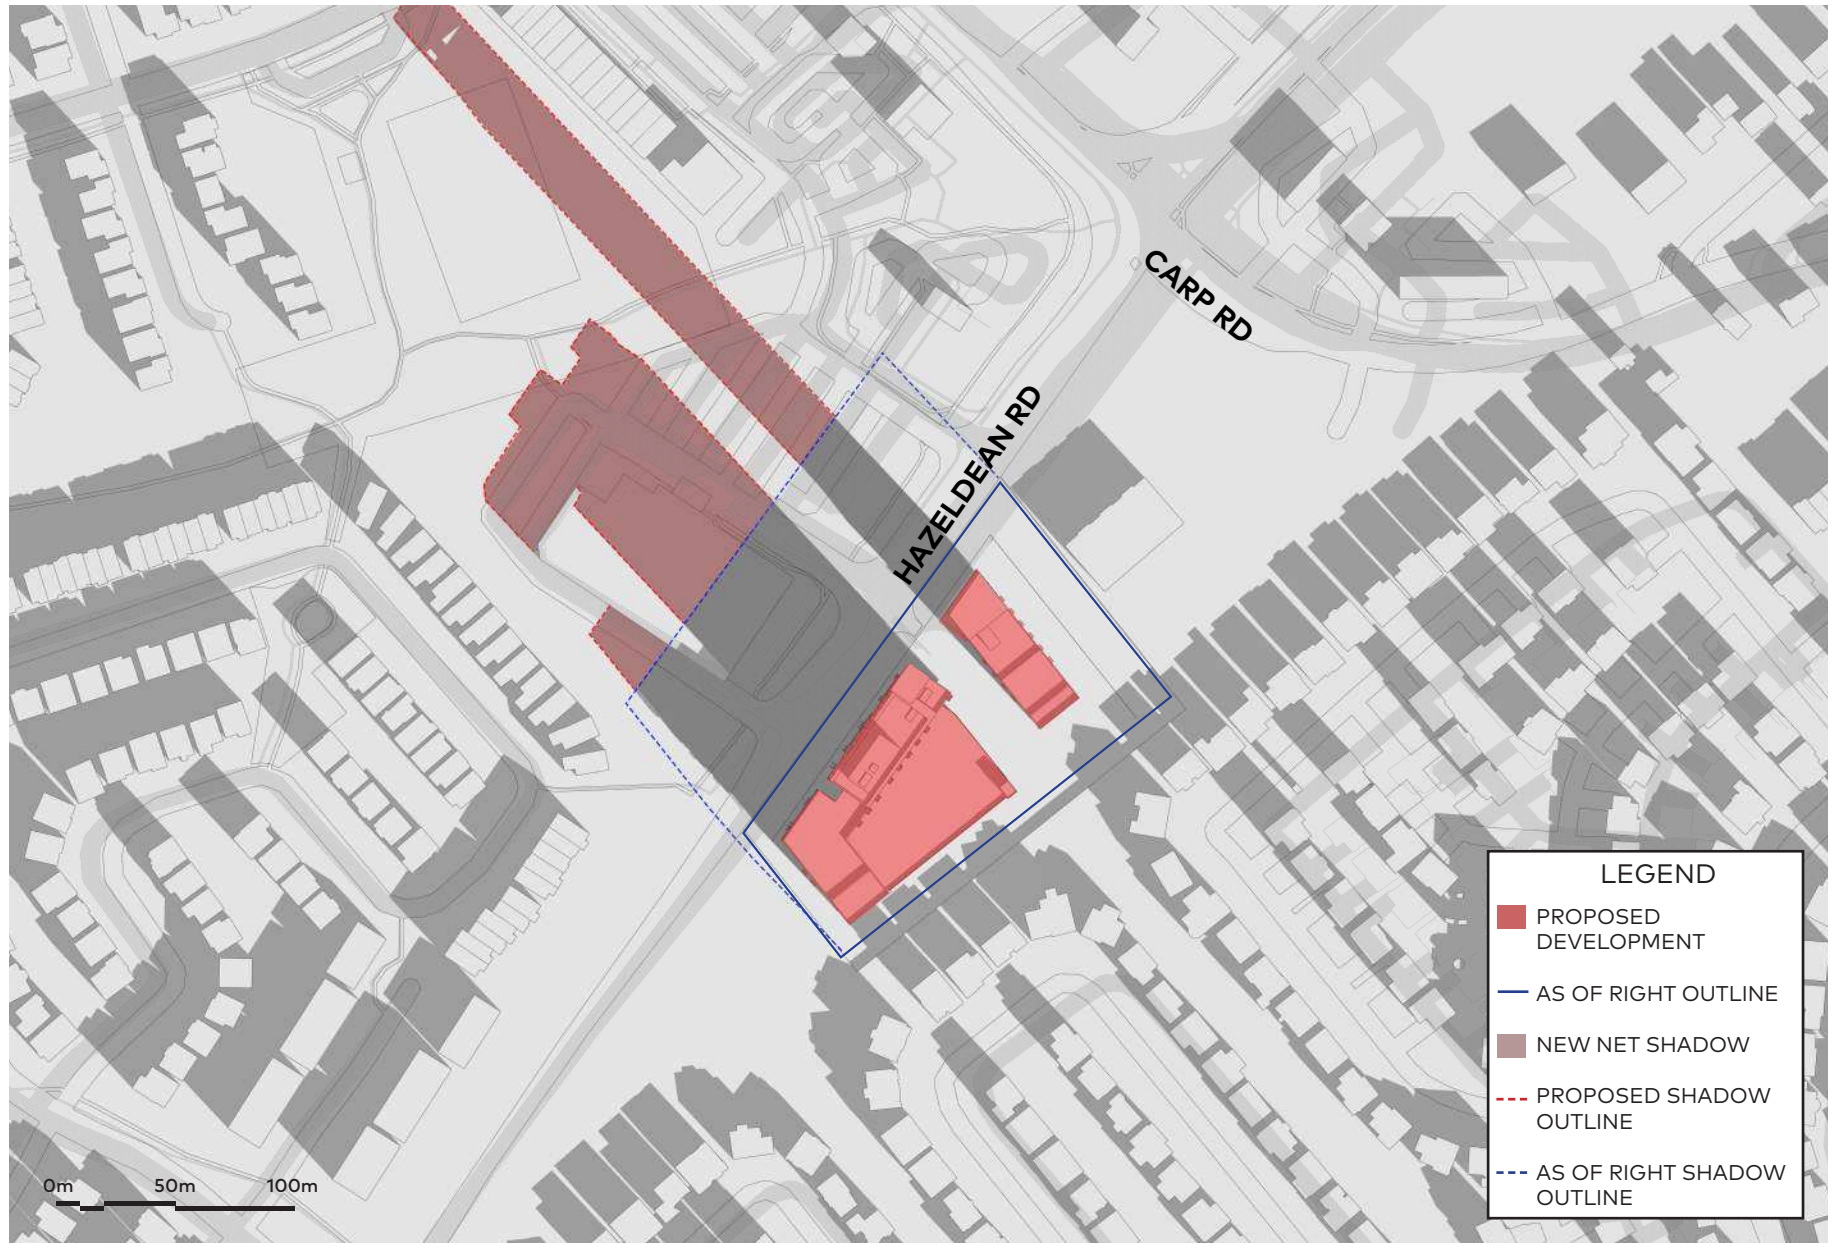 CARP RD
HAZELDEAN RD
LEGEND
PROPOSED
DEVELOPMENT
AS OF RIGHT OUTLINE
NEW NET SHADOW
PROPOSED SHADOW
OUTLINE
AS OF RIGHT SHADOW
OUTLINE
0m 50m 100m